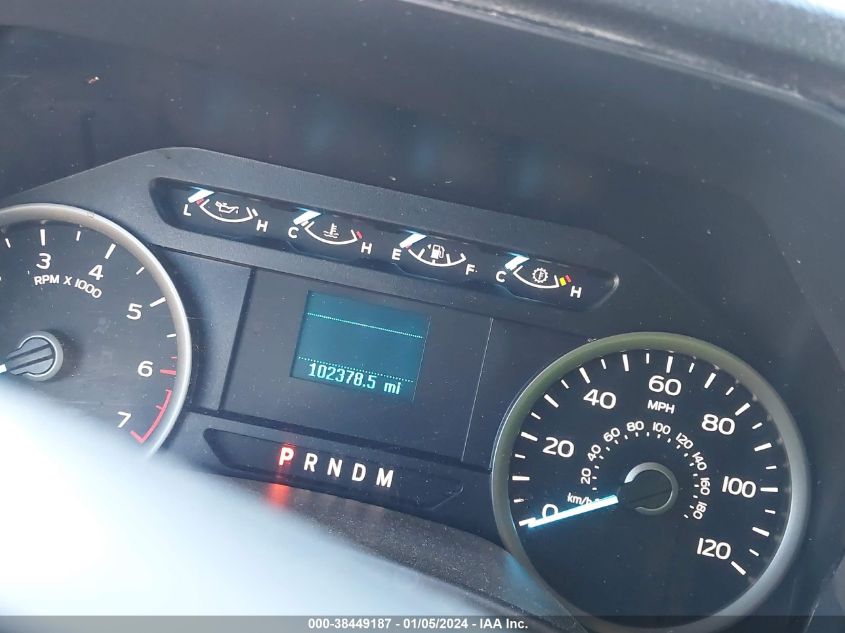 L H C H E F C H
3 4 5 6 7
RPM X 1000
102378.5 mi
P R N D M
0 20 40 60 80 100 120
MPH
20 40 60 80 100 120 140 160 180
km/h
000-38449187 - 01/05/2024 - IAA Inc.